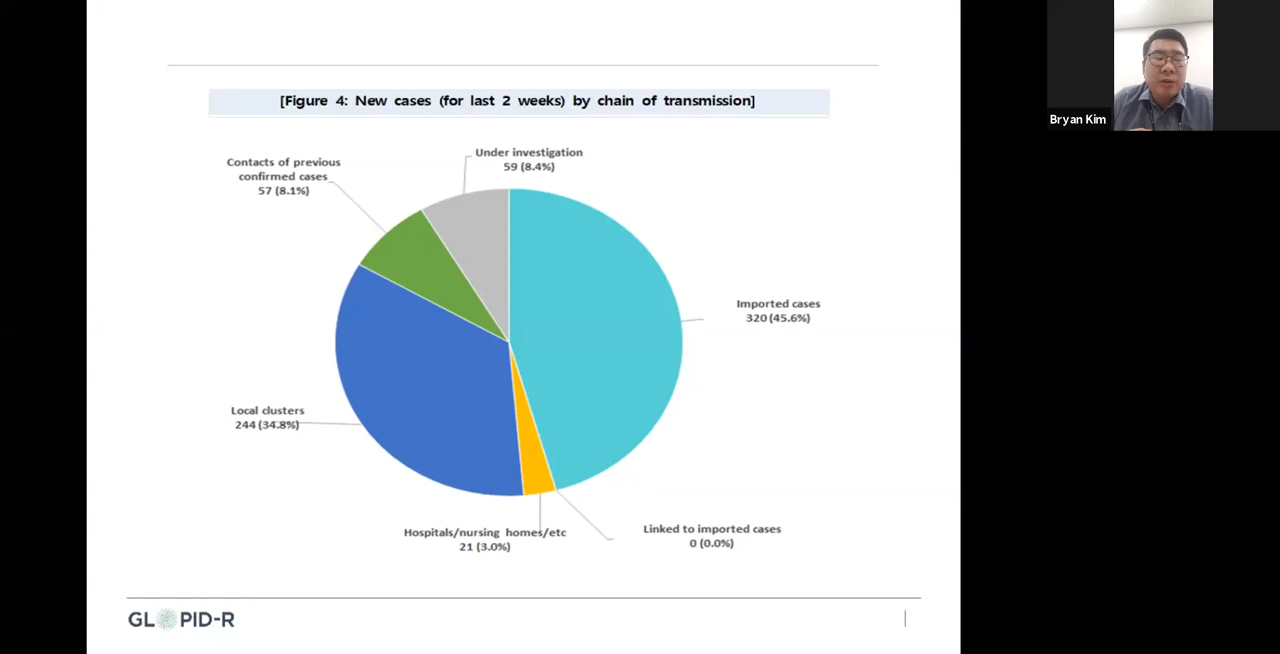 [Figure 4: New cases (for last 2 weeks) by chain of transmission]
Under investigation
59 (8.4%)
Contacts of previous
confirmed cases
57 (8.1%)
Imported cases
320 (45.6%)
Local clusters
244 (34.8%)
Hospitals/nursing homes/etc
21 (3.0%)
Linked to imported cases
0 (0.0%)
GLOPID-R
Bryan Kim